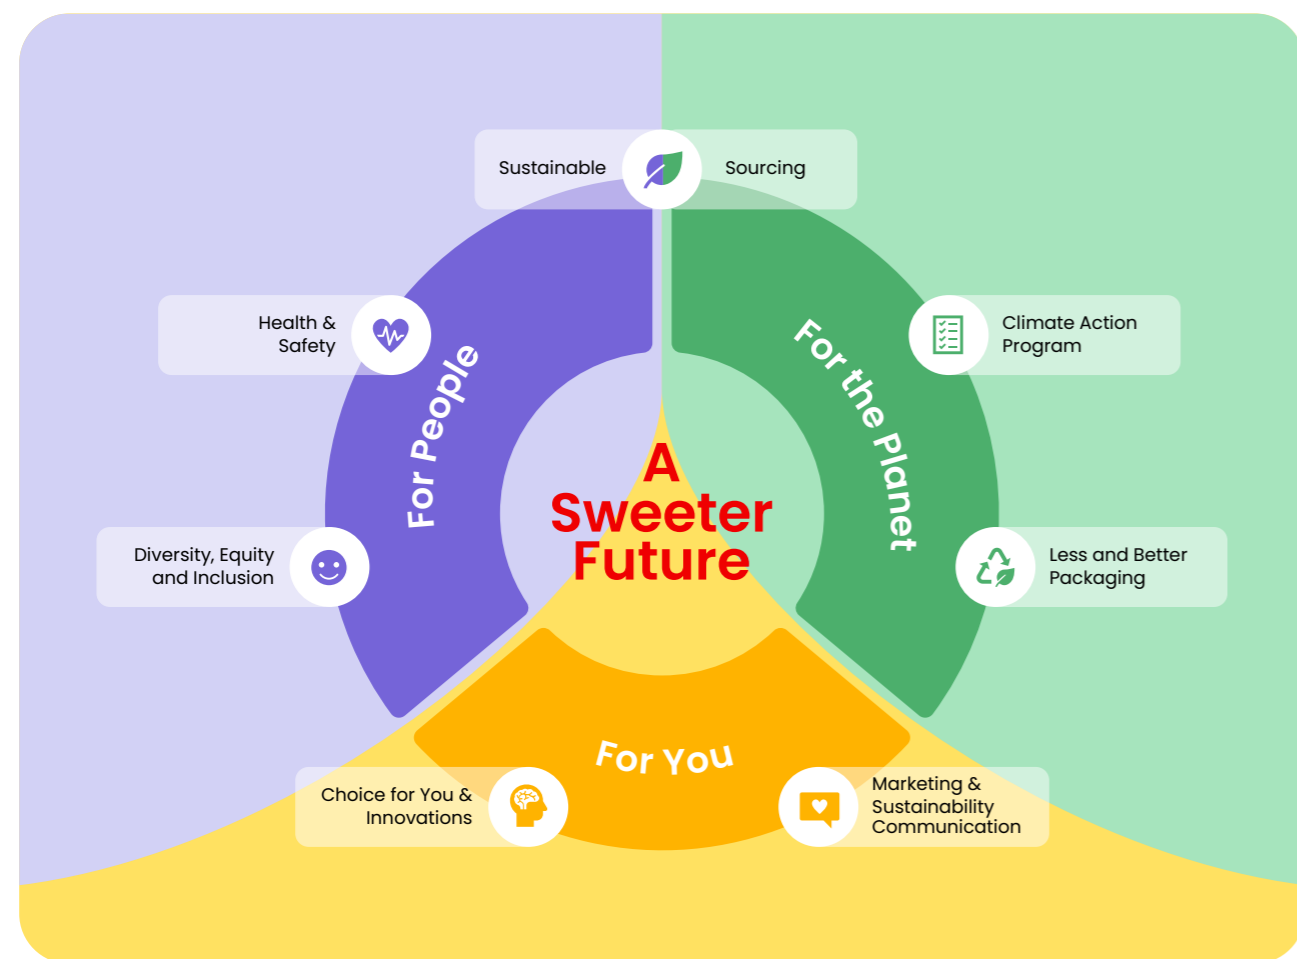 Sustainable Sourcing
Health &
Safety
Climate Action
Program
For People
For the Planet
A
Sweeter
Future
Diversity, Equity
and Inclusion
Less and Better
Packaging
For You
Choice for You &
Innovations
Marketing &
Sustainability
Communication